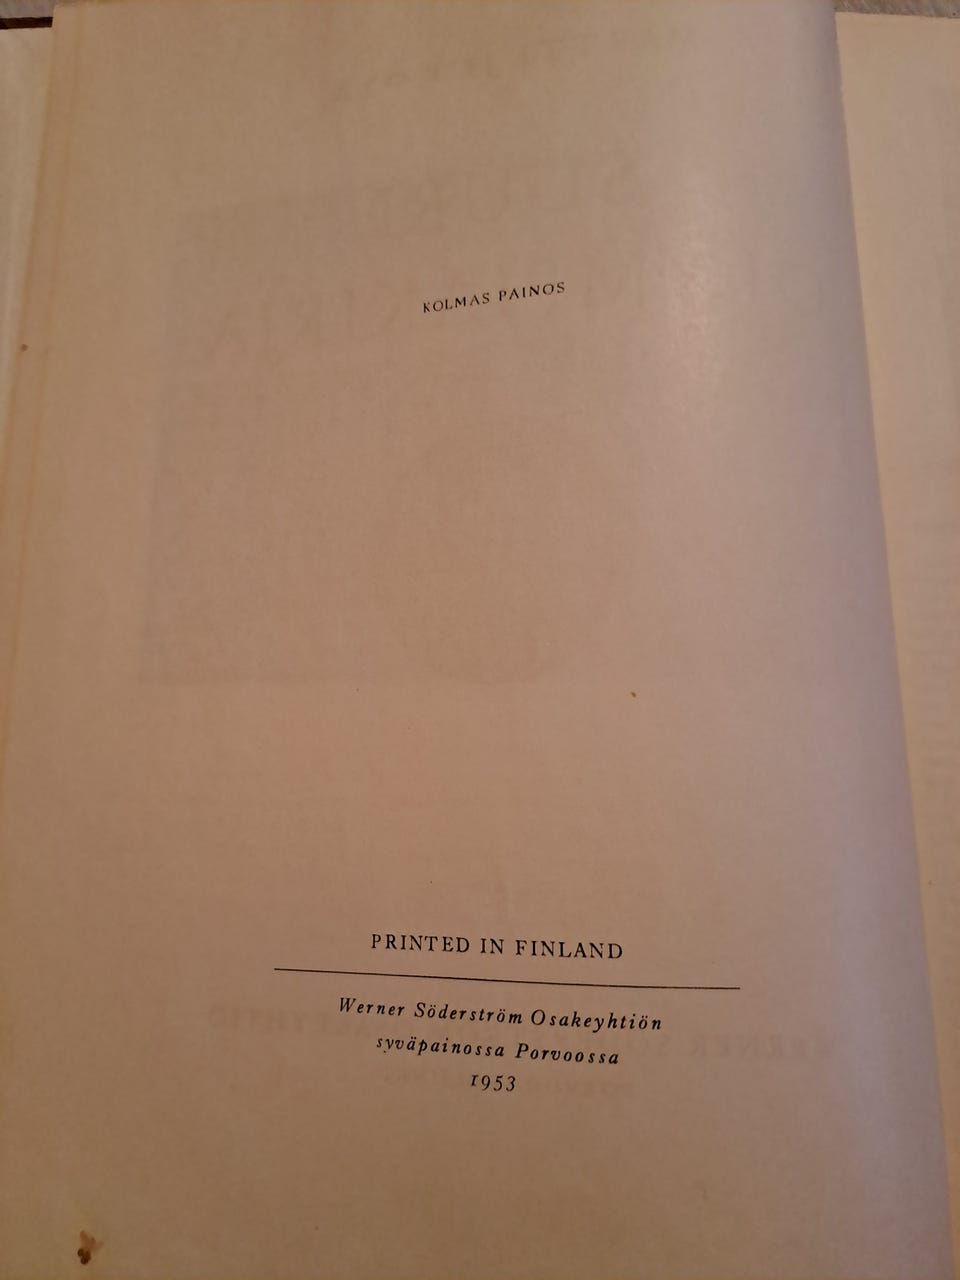 KOLMAS PAINOS
PRINTED IN FINLAND
Werner Söderström Osakeyhtiön
syväpainossa Porvoossa
1953